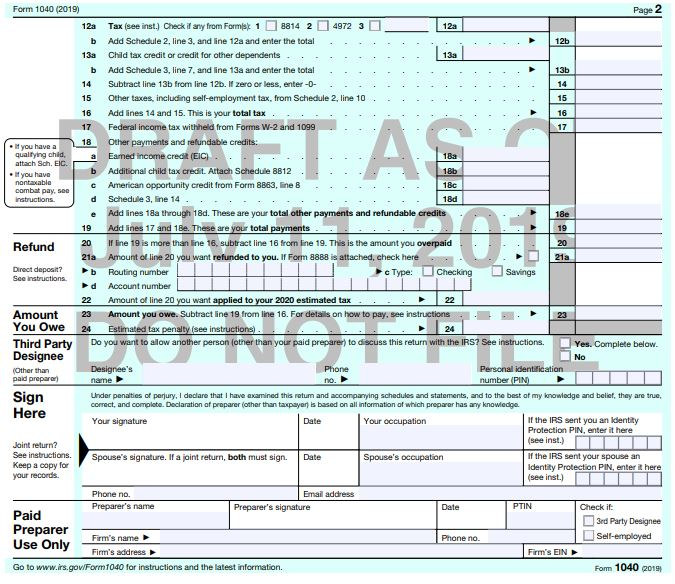 Form 1040 (2019) Page 2
12a Tax (see inst.) Check if any from Form(s): 1 8814 2 4972 3 12a
b Add Schedule 2, line 3, and line 12a and enter the total . . . . . . . . . . . . . . ▶ 12b
13a Child tax credit or credit for other dependents . . . . . . . . . . 13a
b Add Schedule 3, line 7, and line 13a and enter the total . . . . . . . . . . . . . . ▶ 13b
14 Subtract line 13b from line 12b. If zero or less, enter -0- . . . . . . . . . . . . . . 14
15 Other taxes, including self-employment tax, from Schedule 2, line 10 . . . . . . . . . . . 15
16 Add lines 14 and 15. This is your total tax . . . . . . . . . . . . . . . . ▶ 16
17 Federal income tax withheld from Forms W-2 and 1099 . . . . . . . . . . . . . . 17
• If you have a qualifying child, attach Sch. EIC.
• If you have nontaxable combat pay, see instructions.
18 Other payments and refundable credits:
a Earned income credit (EIC) . . . . . . . . . . . . . . 18a
b Additional child tax credit. Attach Schedule 8812 . . . . . . . . 18b
c American opportunity credit from Form 8863, line 8 . . . . . . . . 18c
d Schedule 3, line 14 . . . . . . . . . . . . . . . . 18d
e Add lines 18a through 18d. These are your total other payments and refundable credits . . . . . ▶ 18e
19 Add lines 17 and 18e. These are your total payments . . . . . . . . . . . . . ▶ 19
Refund
20 If line 19 is more than line 16, subtract line 16 from line 19. This is the amount you overpaid . . . . . 20
21a Amount of line 20 you want refunded to you. If Form 8888 is attached, check here . . . . . . ▶ 21a
Direct deposit?
See instructions.
▶ b Routing number ▶ c Type: Checking Savings
▶ d Account number
22 Amount of line 20 you want applied to your 2020 estimated tax . . . . ▶ 22
Amount
You Owe
23 Amount you owe. Subtract line 19 from line 16. For details on how to pay, see instructions . . . . . ▶ 23
24 Estimated tax penalty (see instructions) . . . . . . . . . . ▶ 24
Third Party
Designee
(Other than
paid preparer)
Do you want to allow another person (other than your paid preparer) to discuss this return with the IRS? See instructions. Yes. Complete below.
No
Designee's
name ▶
Phone
no. ▶
Personal identification
number (PIN) ▶
Sign
Here
Joint return?
See instructions.
Keep a copy for
your records.
Under penalties of perjury, I declare that I have examined this return and accompanying schedules and statements, and to the best of my knowledge and belief, they are true,
correct, and complete. Declaration of preparer (other than taxpayer) is based on all information of which preparer has any knowledge.
Your signature Date Your occupation
If the IRS sent you an Identity
Protection PIN, enter it here
(see inst.)
Spouse's signature. If a joint return, both must sign. Date Spouse's occupation
If the IRS sent your spouse an
Identity Protection PIN, enter it here
(see inst.)
Phone no. Email address
Paid
Preparer
Use Only
Preparer's name Preparer's signature Date PTIN Check if:
3rd Party Designee
Firm's name ▶ Phone no. Self-employed
Firm's address ▶ Firm's EIN ▶
Go to www.irs.gov/Form1040 for instructions and the latest information. Form 1040 (2019)
DRAFT AS O
July 11, 2019
DO NOT FILE